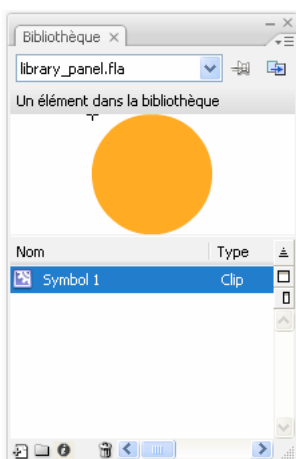 Bibliothèque
library_panel.fla
Un élément dans la bibliothèque
Nom Type
Symbol 1 Clip